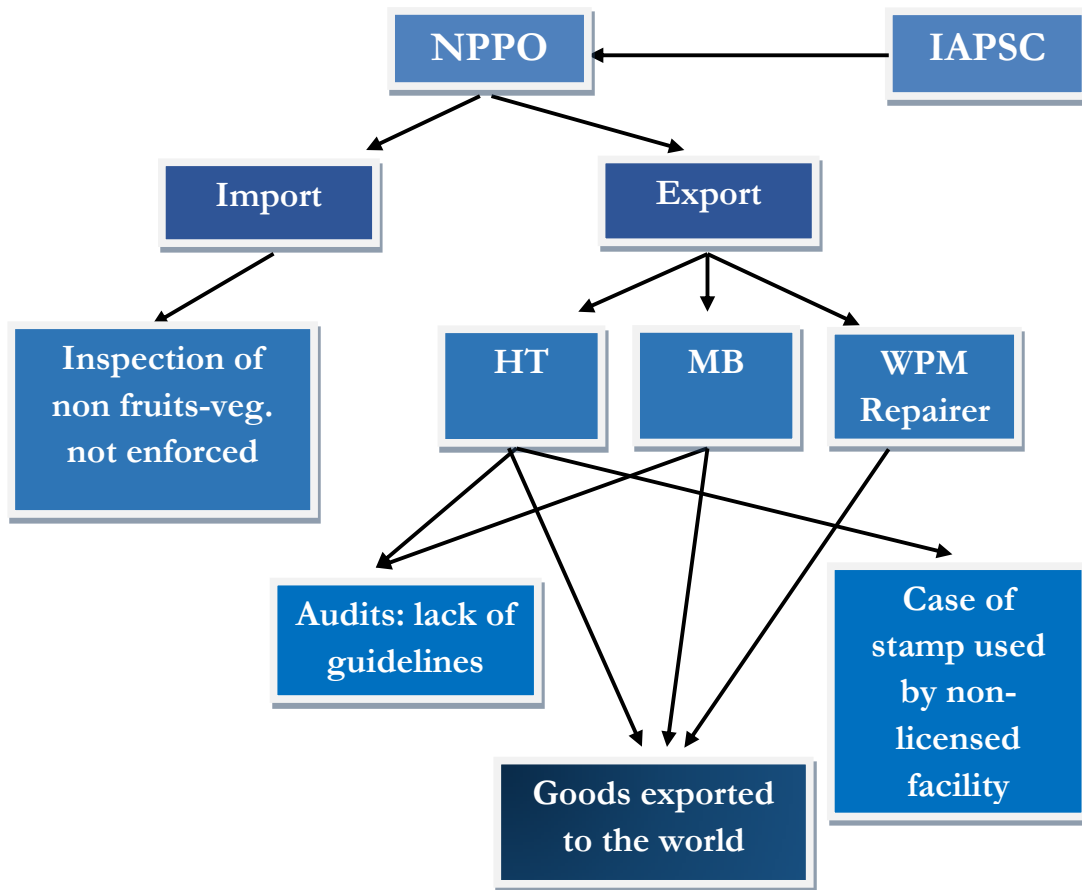 NPPO
IAPSC
Import
Export
Inspection of
non fruits-veg.
not enforced
HT
MB
WPM
Repairer
Audits: lack of
guidelines
Case of
stamp used
by non-
licensed
facility
Goods exported
to the world